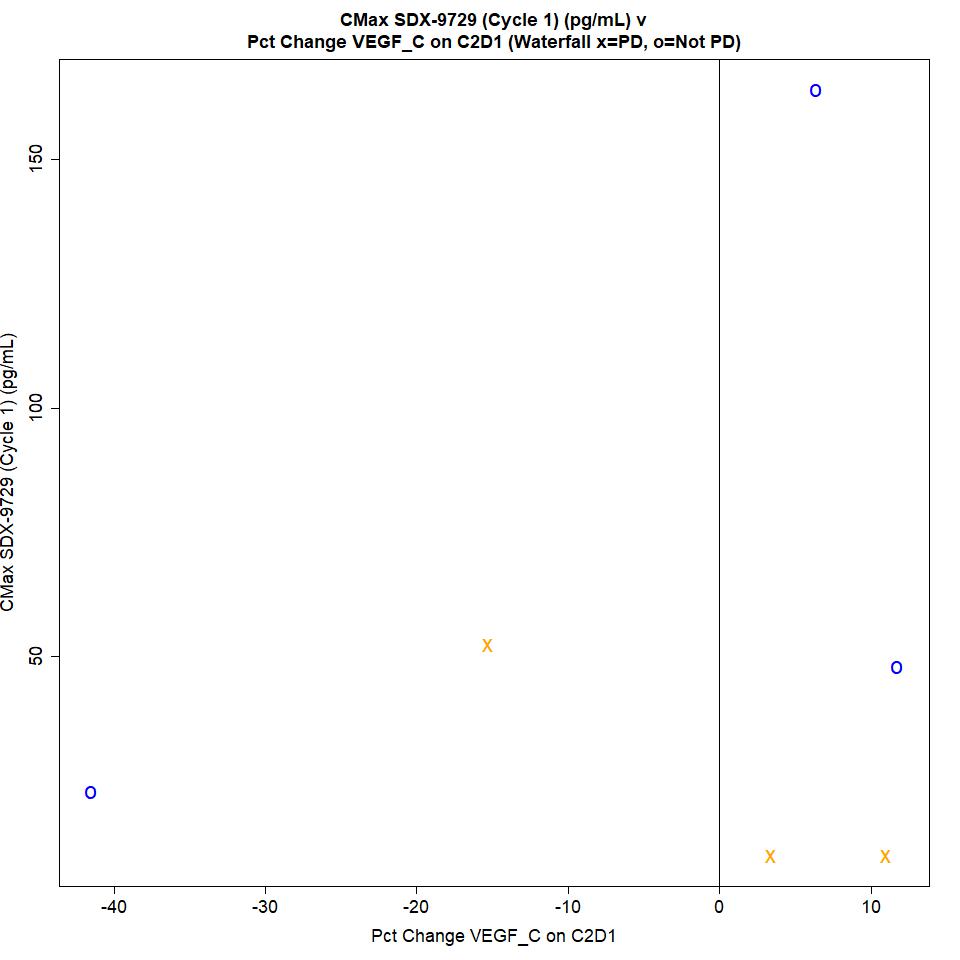 CMax SDX-9729 (Cycle 1) (pg/mL) v
Pct Change VEGF_C on C2D1 (Waterfall x=PD, o=Not PD)
CMax SDX-9729 (Cycle 1) (pg/mL)
150
100
50
o
x
o
o
x
x
-40
-30
-20
-10
0
10
Pct Change VEGF_C on C2D1